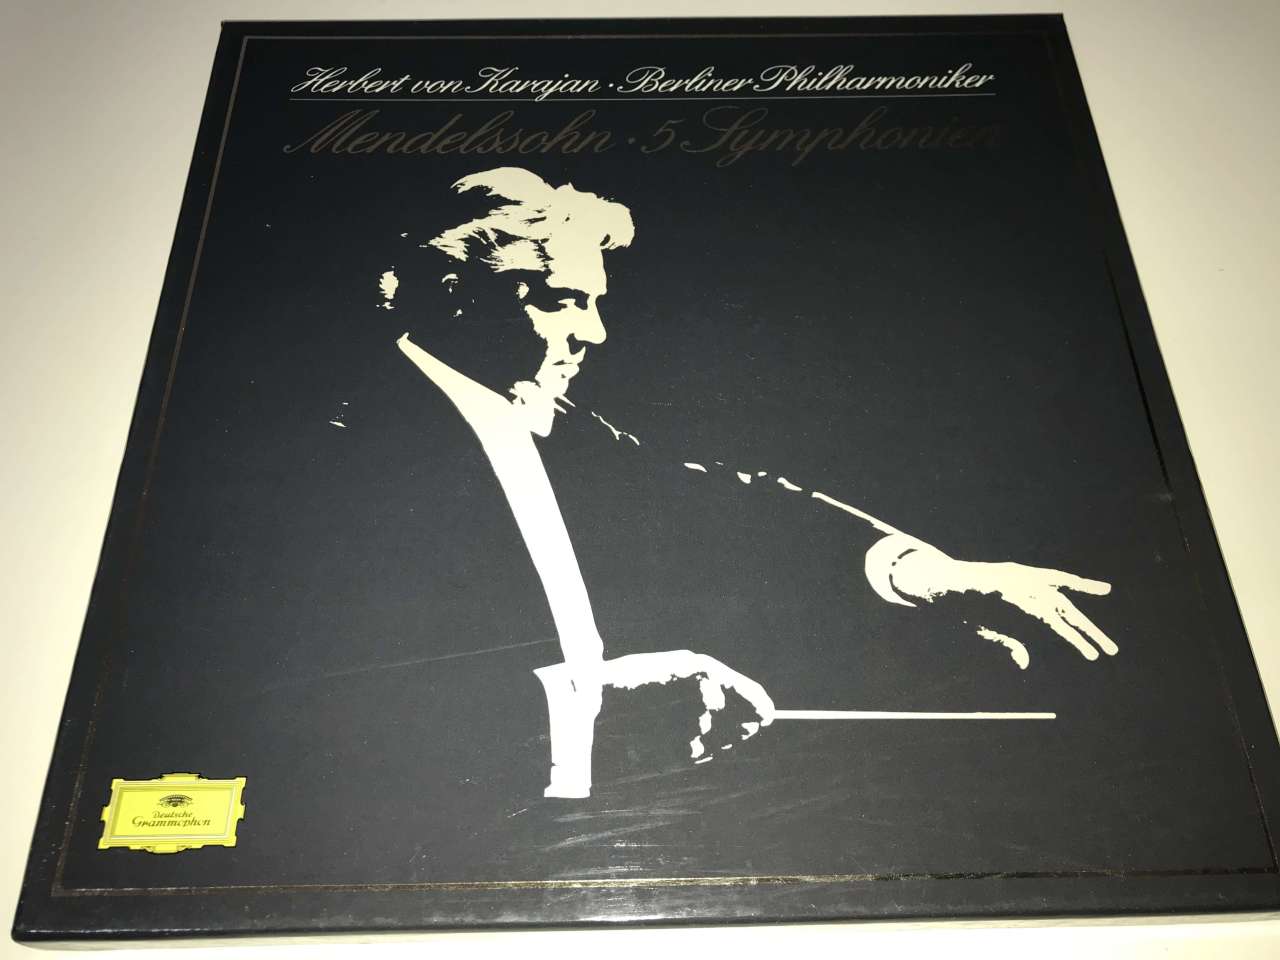 Herbert von Karajan · Berliner Philharmoniker
Mendelssohn · 5 Symphonien
Deutsche
Grammophon